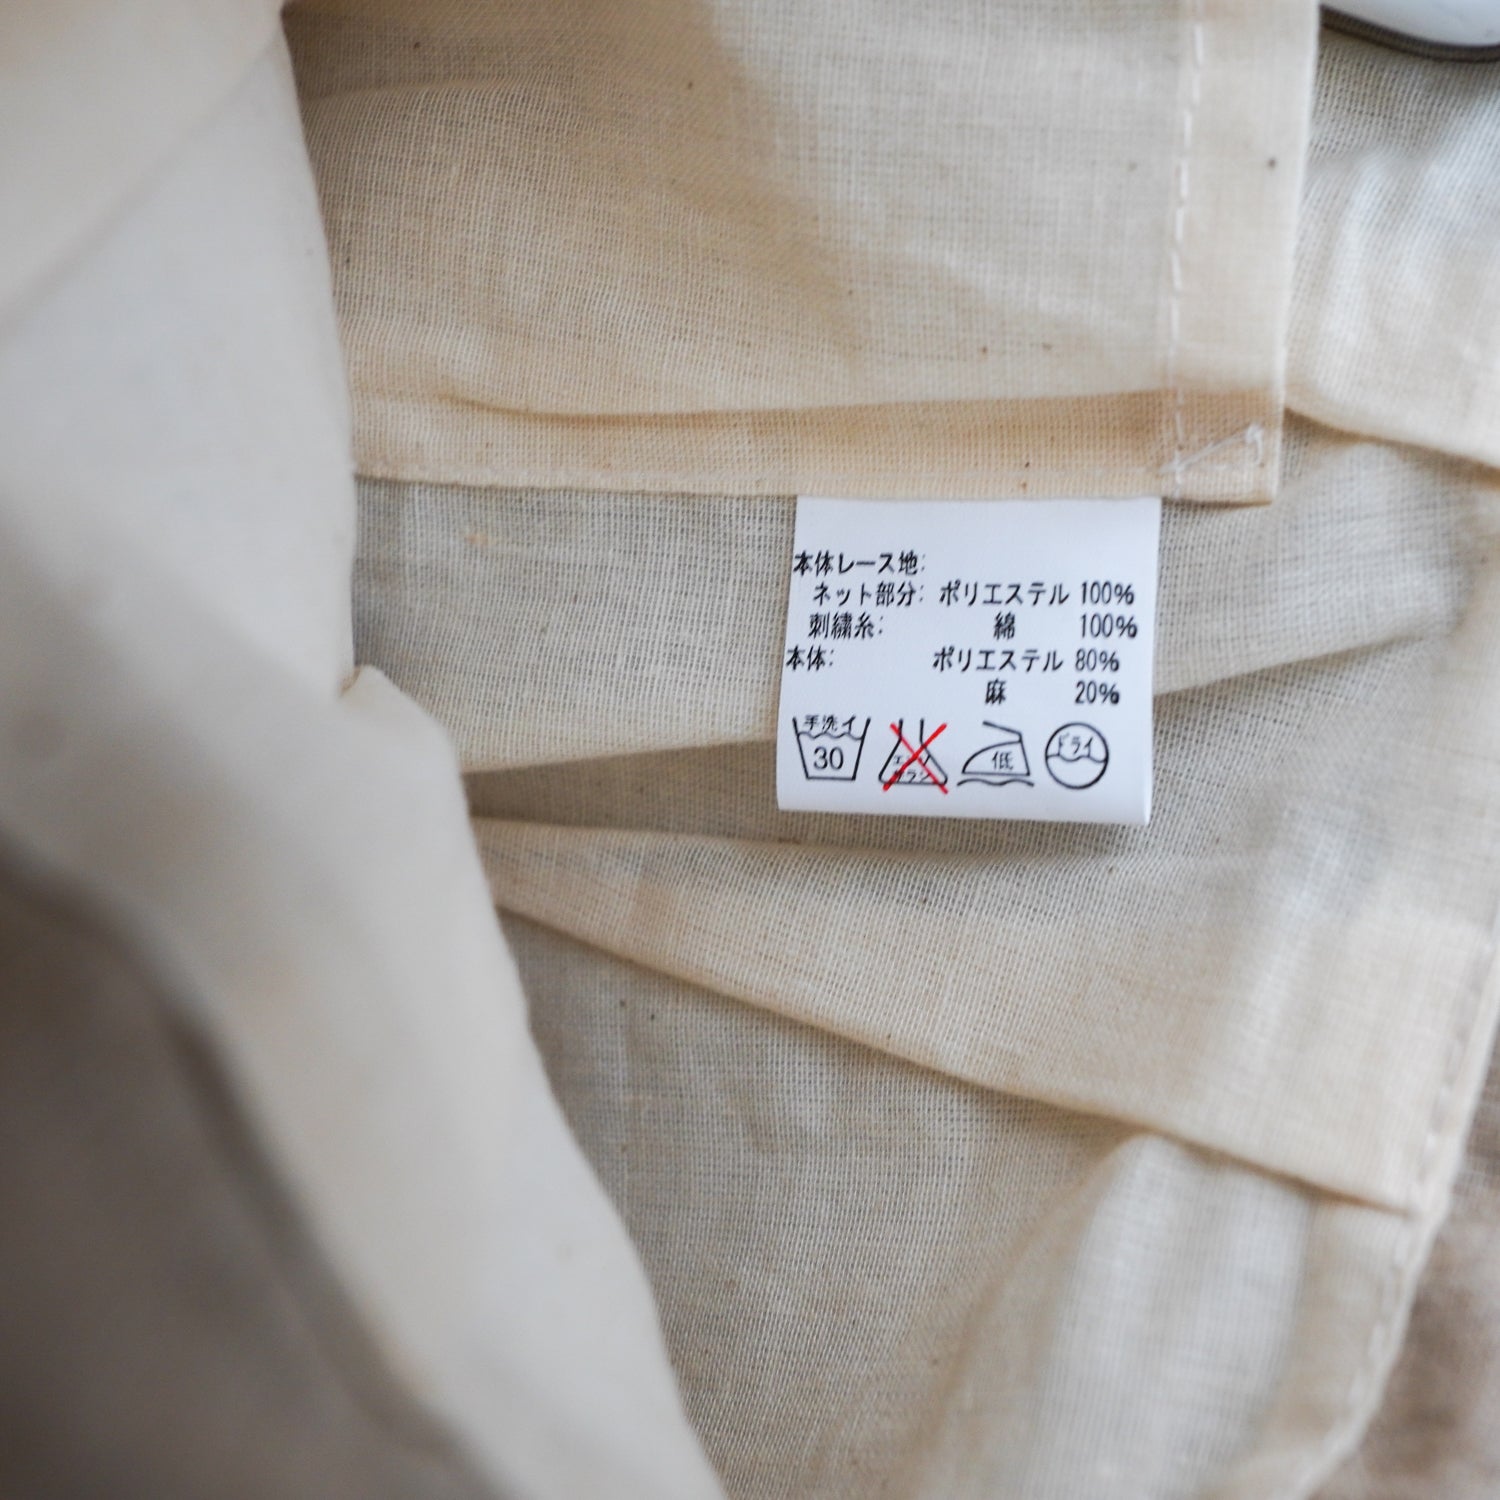 本体レース地:
ネット部分: ポリエステル 100%
刺繍糸: 綿 100%
本体: ポリエステル 80%
麻 20%
手洗イ 30
エンソ サラシ
低
ドライ